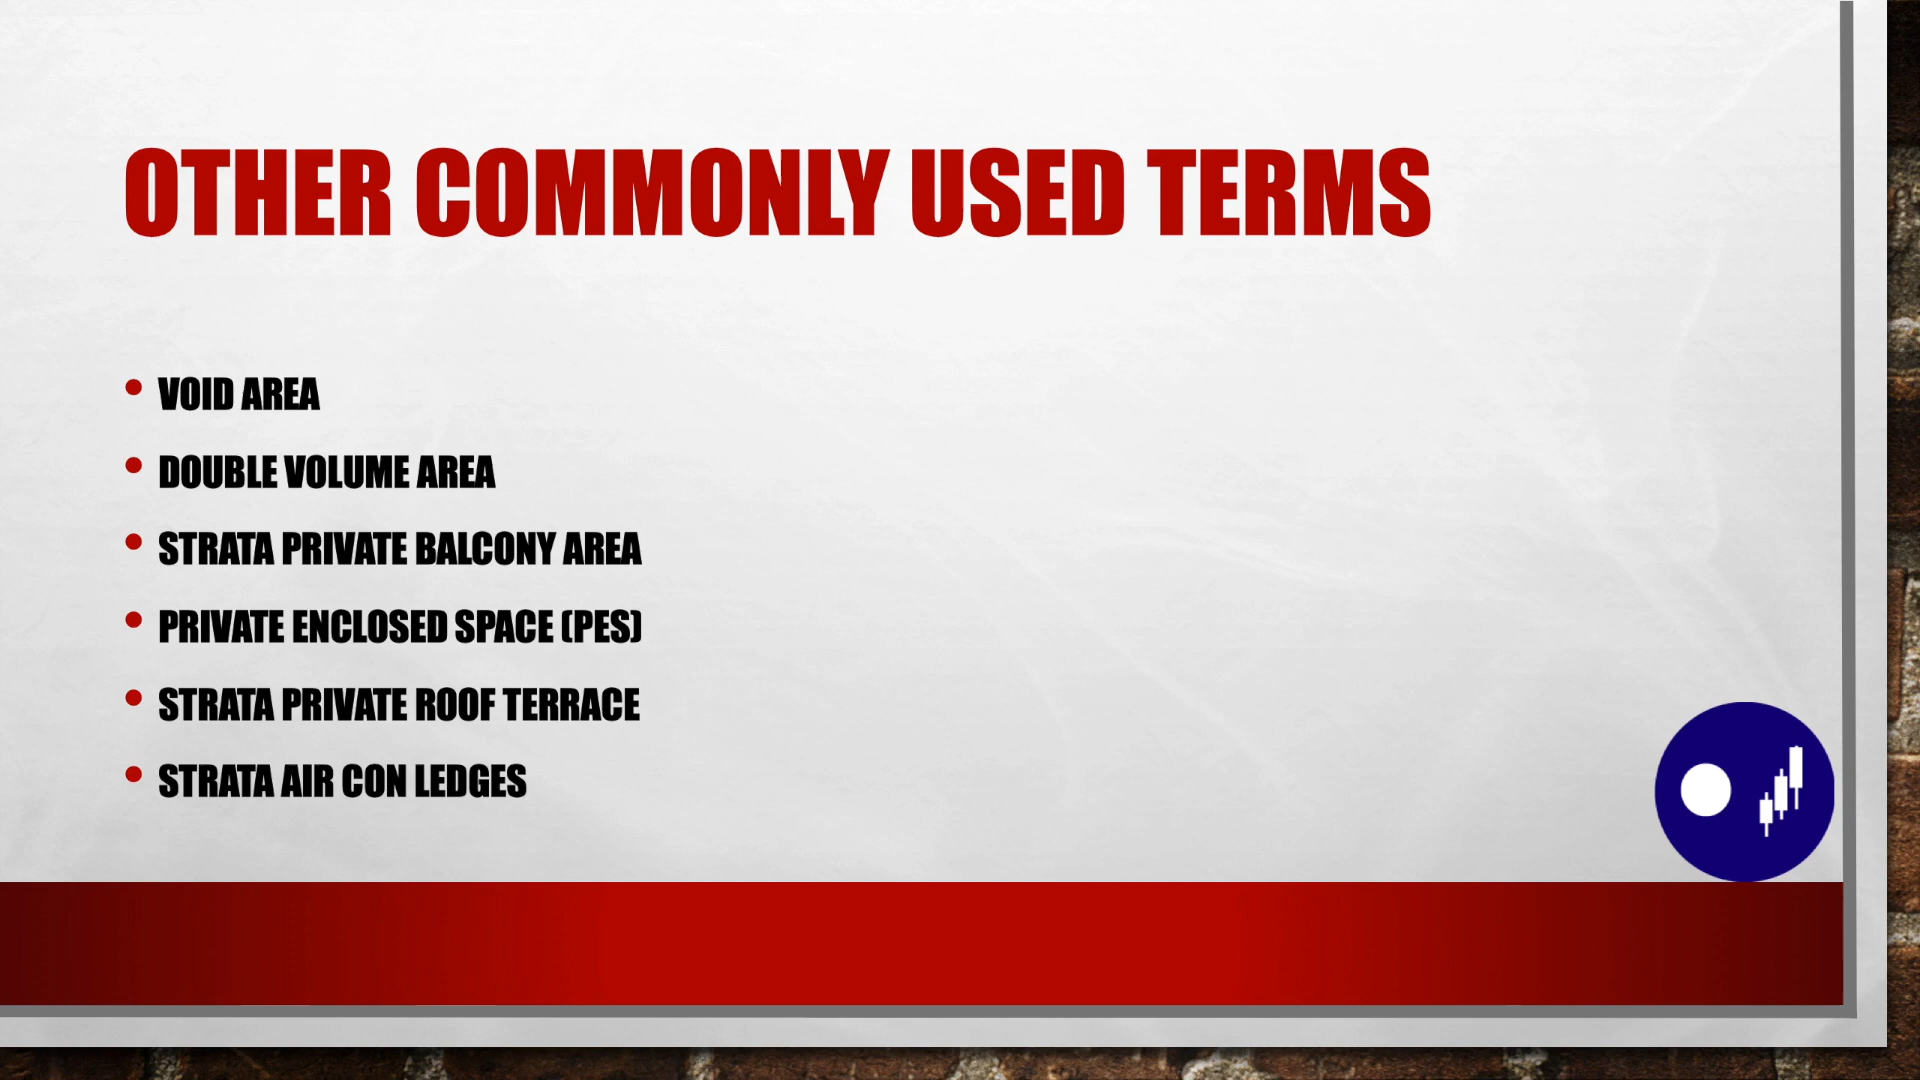 OTHER COMMONLY USED TERMS
• VOID AREA
• DOUBLE VOLUME AREA
• STRATA PRIVATE BALCONY AREA
• PRIVATE ENCLOSED SPACE (PES)
• STRATA PRIVATE ROOF TERRACE
• STRATA AIR CON LEDGES